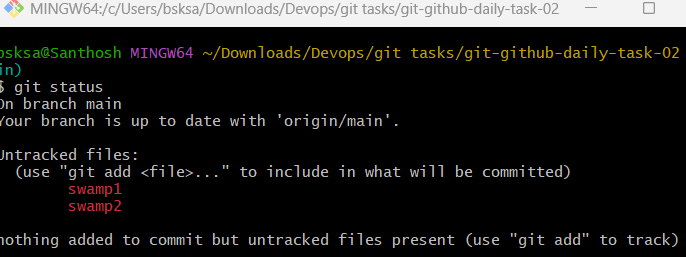 MINGW64:/c/Users/bsksa/Downloads/Devops/git tasks/git-github-daily-task-02
bsksa@Santhosh MINGW64 ~/Downloads/Devops/git tasks/git-github-daily-task-02
in)
$ git status
On branch main
Your branch is up to date with 'origin/main'.
Untracked files:
(use "git add <file>..." to include in what will be committed)
swamp1
swamp2
nothing added to commit but untracked files present (use "git add" to track)